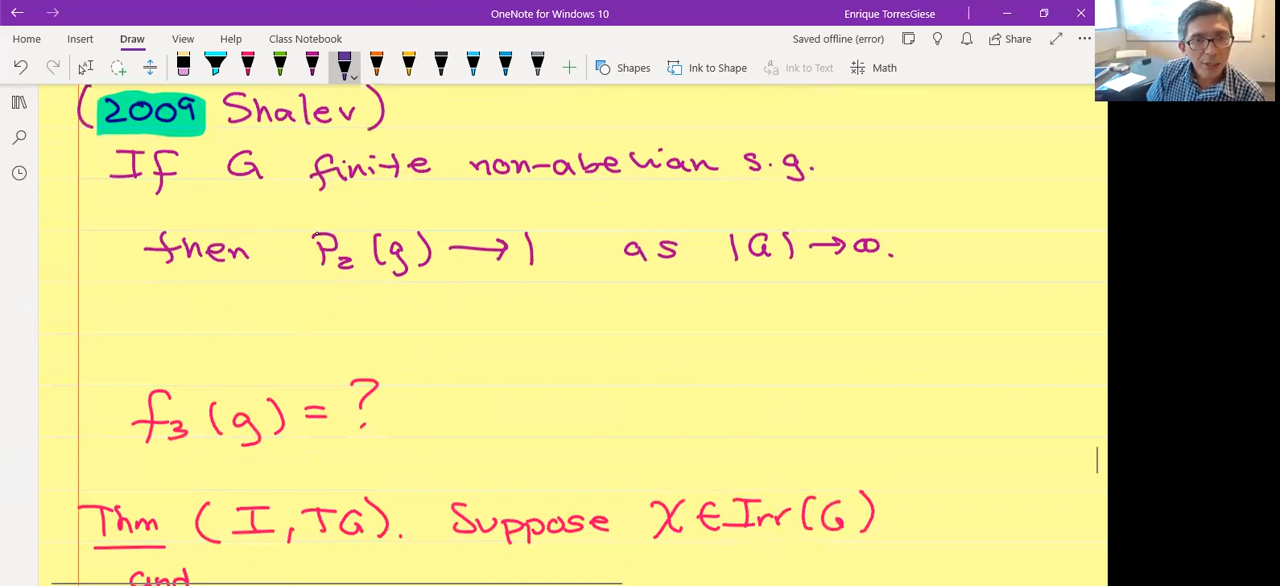 OneNote for Windows 10
Enrique TorresGiese
Home Insert Draw View Help Class Notebook
Saved offline (error)
Share
Shapes
Ink to Shape
Ink to Text
Math
(2009 Shalev)
If G finite non-abelian s.g.
then P₂(g) → 1 as |G| → ∞.
f₃(g) = ?
Thm (I, TG). Suppose χ ∈ Irr(G)
and